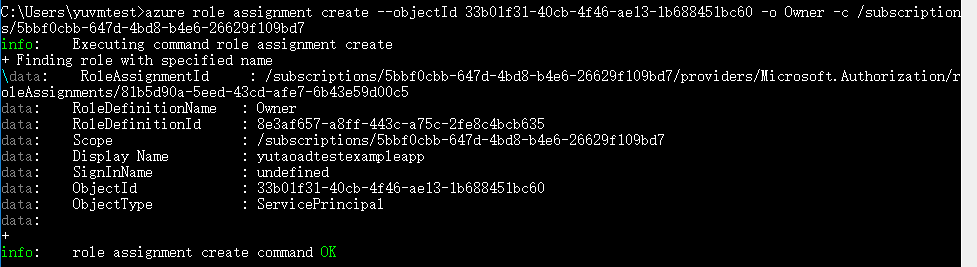 C:\Users\yuvmtest>azure role assignment create --objectId 33b01f31-40cb-4f46-ae13-1b688451bc60 -o Owner -c /subscription
s/5bbf0cbb-647d-4bd8-b4e6-26629f109bd7
info:    Executing command role assignment create
+ Finding role with specified name
\data:    RoleAssignmentId     : /subscriptions/5bbf0cbb-647d-4bd8-b4e6-26629f109bd7/providers/Microsoft.Authorization/r
oleAssignments/81b5d90a-5eed-43cd-afe7-6b43e59d00c5
data:    RoleDefinitionName   : Owner
data:    RoleDefinitionId     : 8e3af657-a8ff-443c-a75c-2fe8c4bcb635
data:    Scope                : /subscriptions/5bbf0cbb-647d-4bd8-b4e6-26629f109bd7
data:    Display Name         : yutaoadtestexampleapp
data:    SignInName           : undefined
data:    ObjectId             : 33b01f31-40cb-4f46-ae13-1b688451bc60
data:    ObjectType           : ServicePrincipal
data:
+
info:    role assignment create command OK